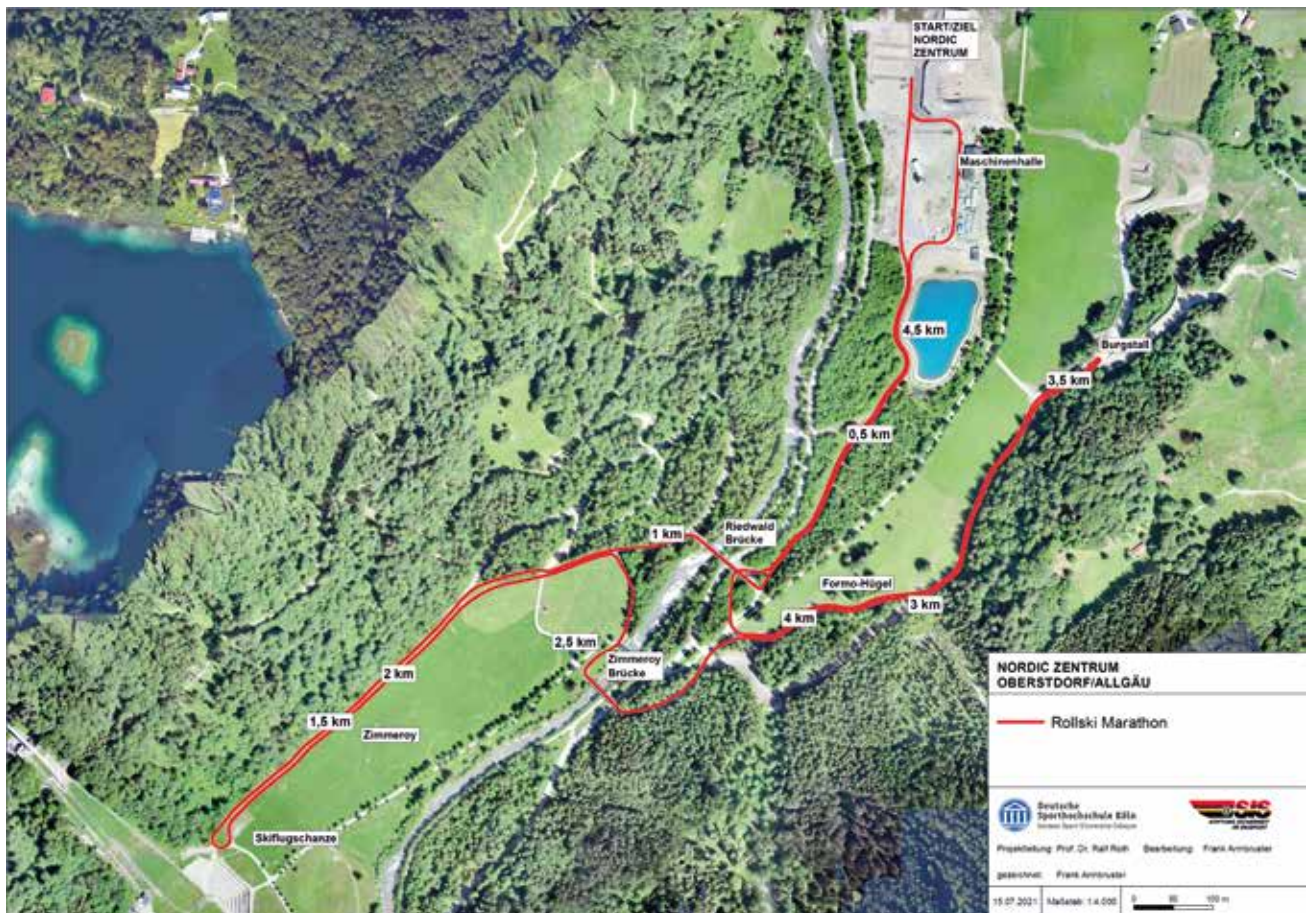 START/ZIEL
NORDIC
ZENTRUM
Maschinenhalle
4,5 km
Burgstall
3,5 km
0,5 km
1 km
Riedwald
Brücke
Formo-Hügel
3 km
4 km
2,5 km
Zimmeroy
Brücke
2 km
1,5 km
Zimmeroy
Skiflugschanze
NORDIC ZENTRUM
OBERSTDORF/ALLGÄU
Rollski Marathon
Deutsche
Sporthochschule Köln
SIS
Projektleitung: Prof. Dr. Ralf Roth Bearbeitung: Frank Armbruster
gezeichnet: Frank Armbruster
15.07.2021 Maßstab: 1:4.000
0
100 m